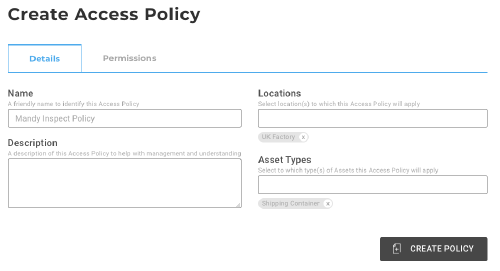 Create Access Policy
Details
Permissions
Name
A friendly name to identify this Access Policy
Mandy Inspect Policy
Description
A description of this Access Policy to help with management and understanding
Locations
Select location(s) to which this Access Policy will apply
UK Factory x
Asset Types
Select to which type(s) of Assets this Access Policy will apply
Shipping Container x
CREATE POLICY